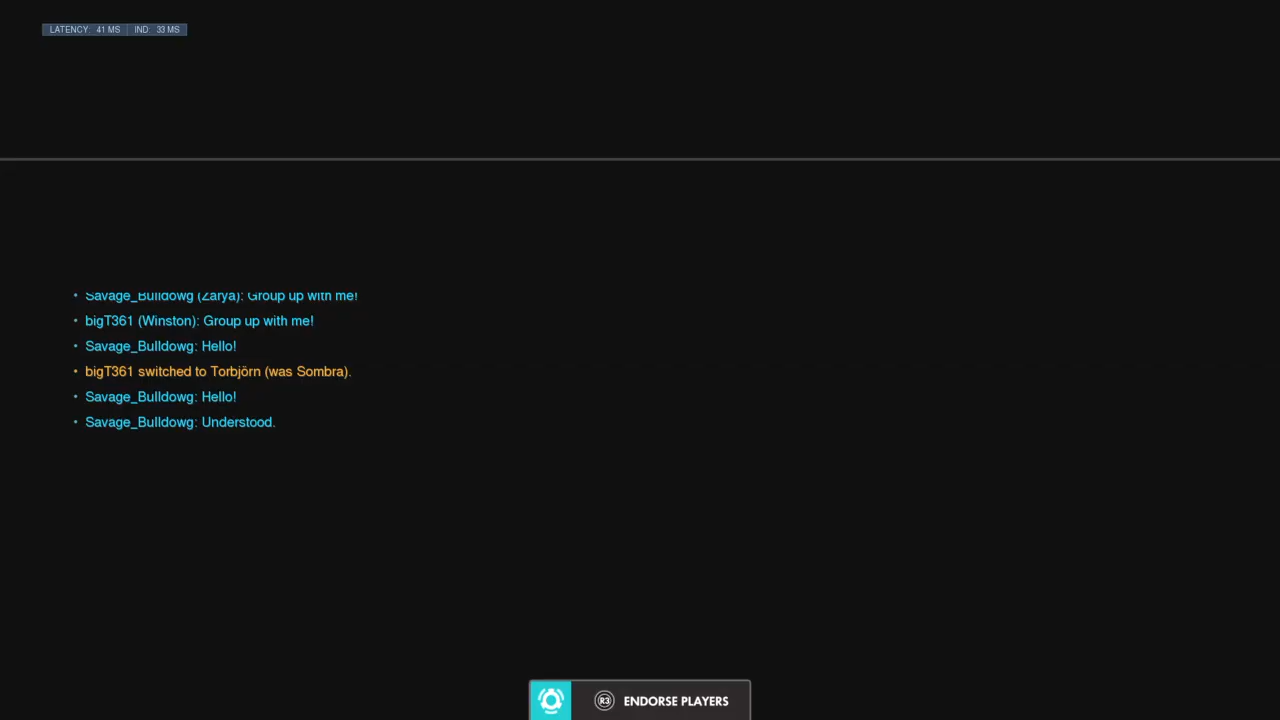 LATENCY: 41 MS IND: 33 MS
• Savage_Bulldowg (Zarya): Group up with me!
• bigT361 (Winston): Group up with me!
• Savage_Bulldowg: Hello!
• bigT361 switched to Torbjörn (was Sombra).
• Savage_Bulldowg: Hello!
• Savage_Bulldowg: Understood.
R3 ENDORSE PLAYERS